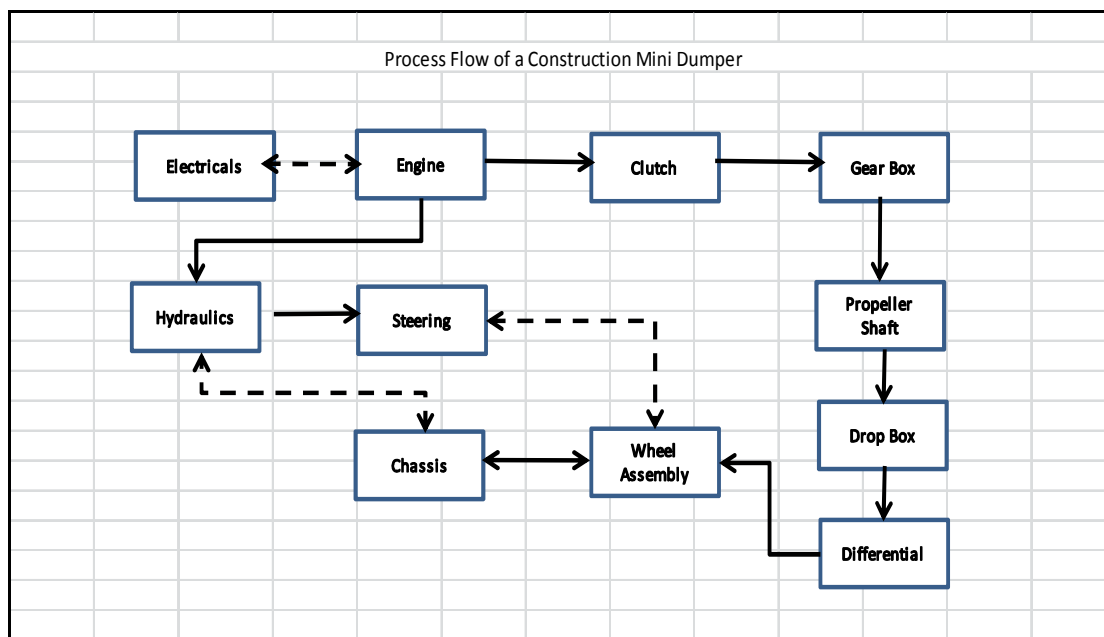 Process Flow of a Construction Mini Dumper
Electricals
Engine
Clutch
Gear Box
Hydraulics
Steering
Propeller
Shaft
Chassis
Wheel
Assembly
Drop Box
Differential